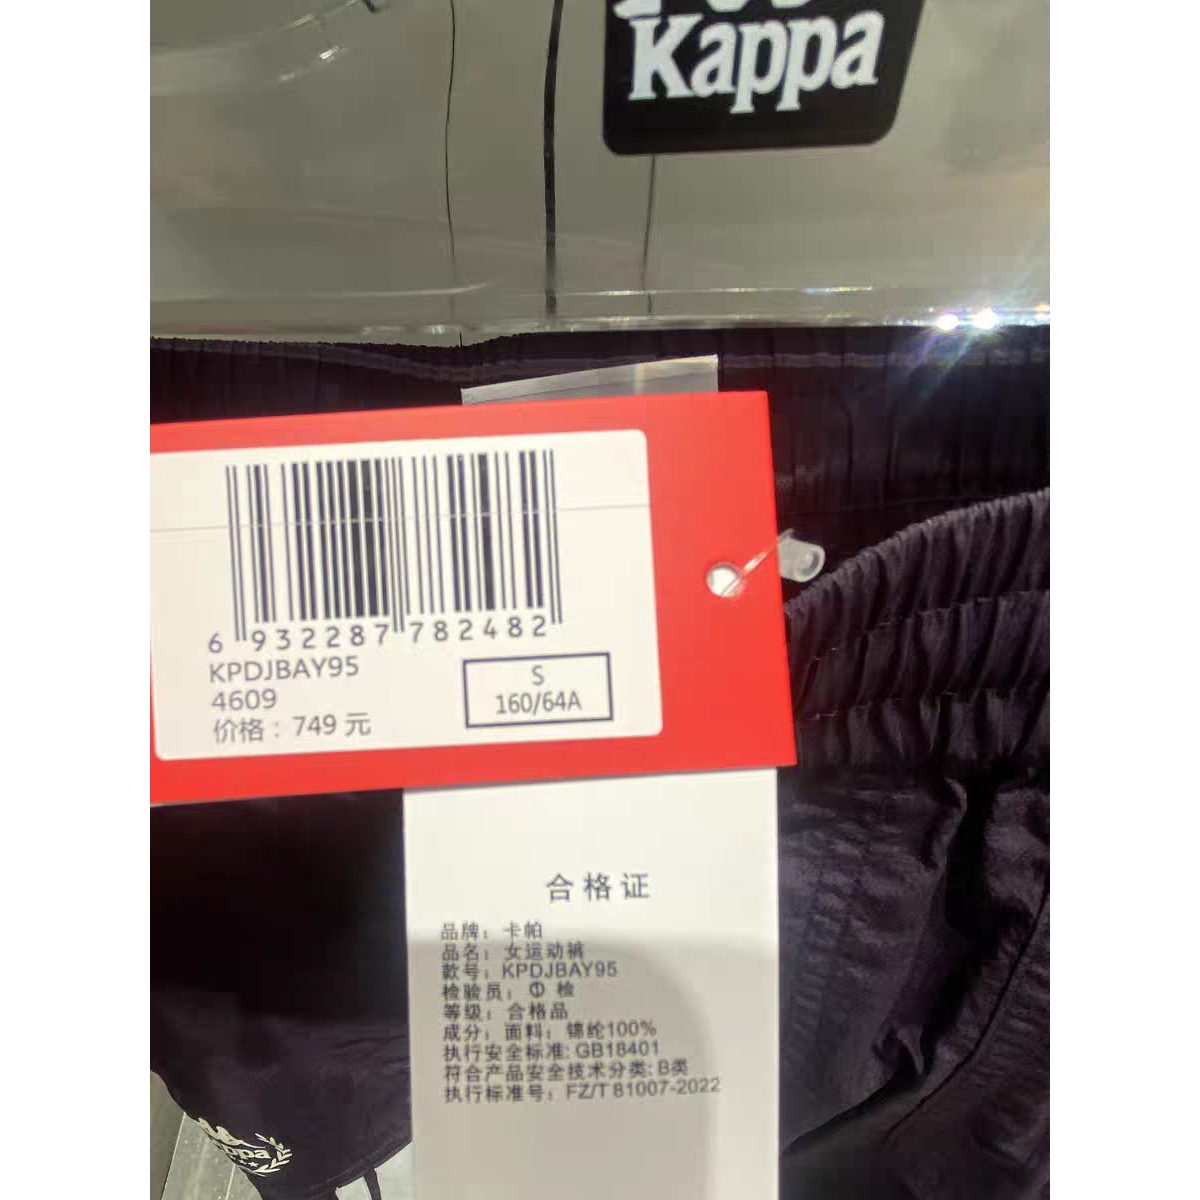 Kappa
6 932287 782482
KPDJBAY95
4609
价格：749 元
S
160/64A
合格证
品牌：卡帕
品名：女运动裤
款号：KPDJBAY95
检验员：① 检
等级：合格品
成分：面料：锦纶100%
执行安全标准:GB18401
符合产品安全技术分类:B类
执行标准号：FZ/T 81007-2022